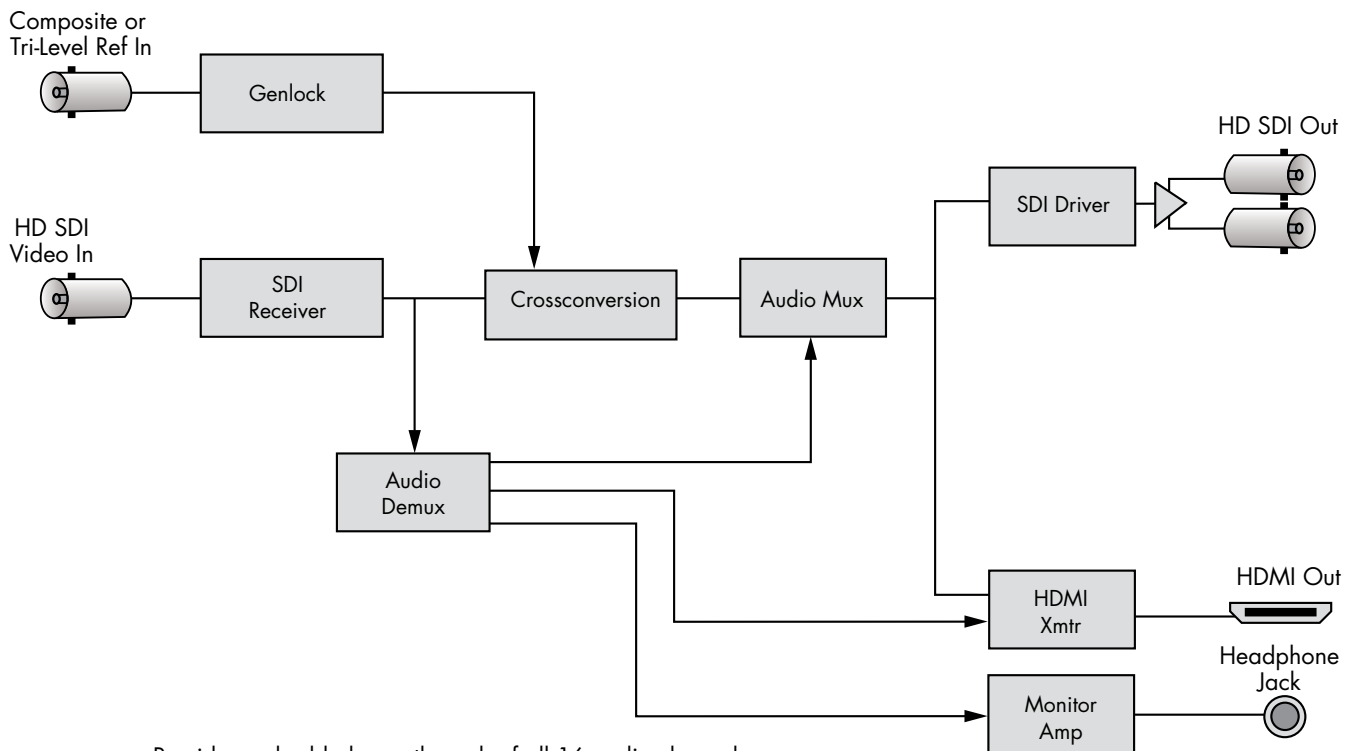 Composite or
Tri-Level Ref In
Genlock
HD SDI Out
SDI Driver
HD SDI
Video In
SDI
Receiver
Crossconversion
Audio Mux
Audio
Demux
HDMI Out
HDMI
Xmtr
Headphone
Jack
Monitor
Amp